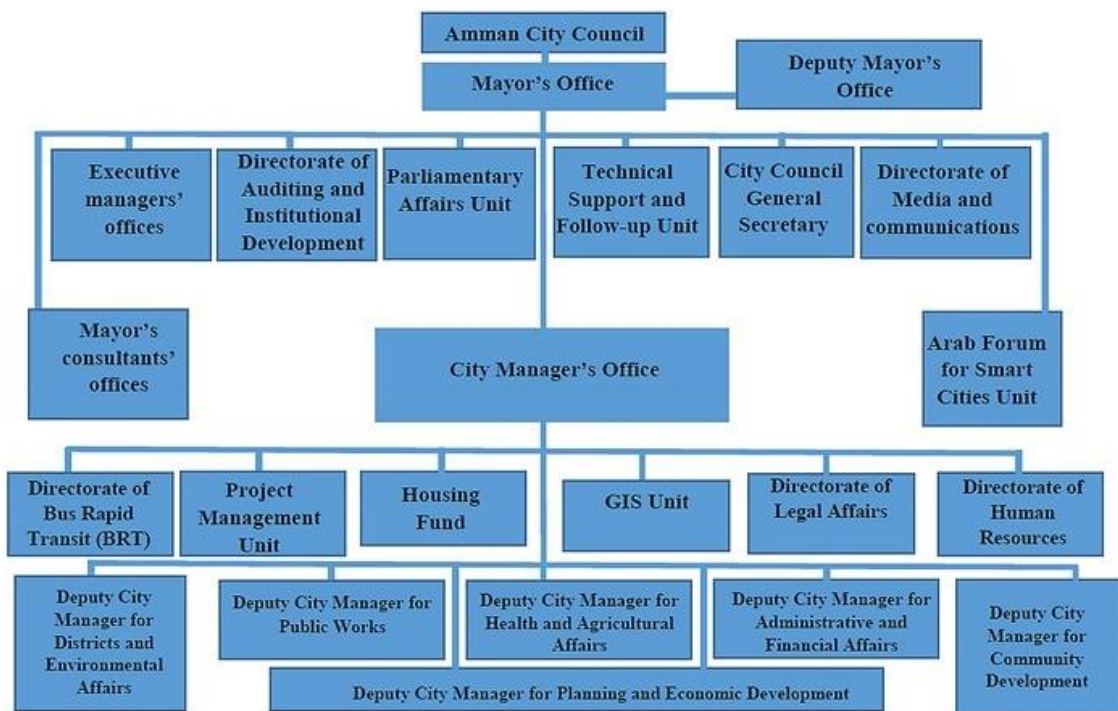 Amman City Council
Mayor's Office
Deputy Mayor's
Office
Executive
managers'
offices
Directorate of
Auditing and
Institutional
Development
Parliamentary
Affairs Unit
Technical
Support and
Follow-up Unit
City Council
General
Secretary
Directorate of
Media and
communications
Mayor's
consultants'
offices
City Manager's Office
Arab Forum
for Smart
Cities Unit
Directorate of
Bus Rapid
Transit (BRT)
Project
Management
Unit
Housing
Fund
GIS Unit
Directorate of
Legal Affairs
Directorate of
Human
Resources
Deputy City
Manager for
Districts and
Environmental
Affairs
Deputy City Manager for
Public Works
Deputy City Manager for
Health and Agricultural
Affairs
Deputy City Manager for
Administrative and
Financial Affairs
Deputy City
Manager for
Community
Development
Deputy City Manager for Planning and Economic Development